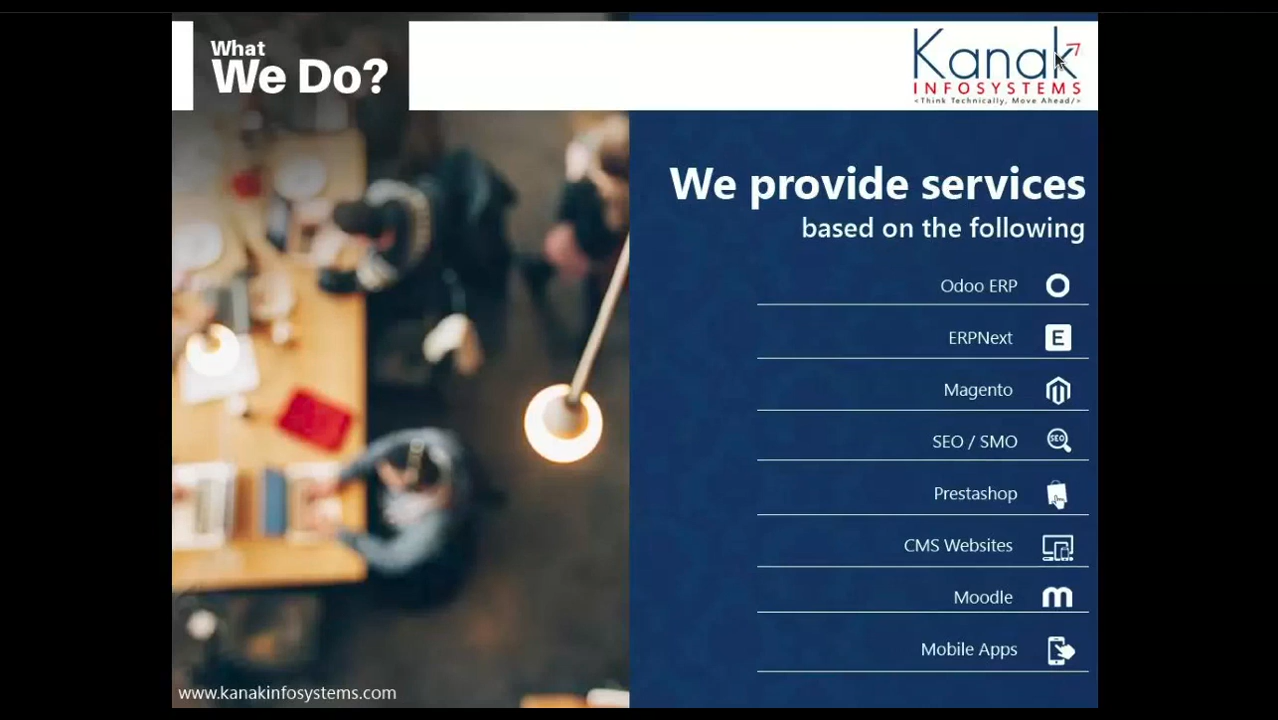 What
We Do?
Kanak
INFOSYSTEMS
<Think Technically, Move Ahead/>
We provide services
based on the following
Odoo ERP
E
ERPNext
Magento
SEO / SMO
SEO
Prestashop
CMS Websites
Moodle
m
Mobile Apps
www.kanakinfosystems.com